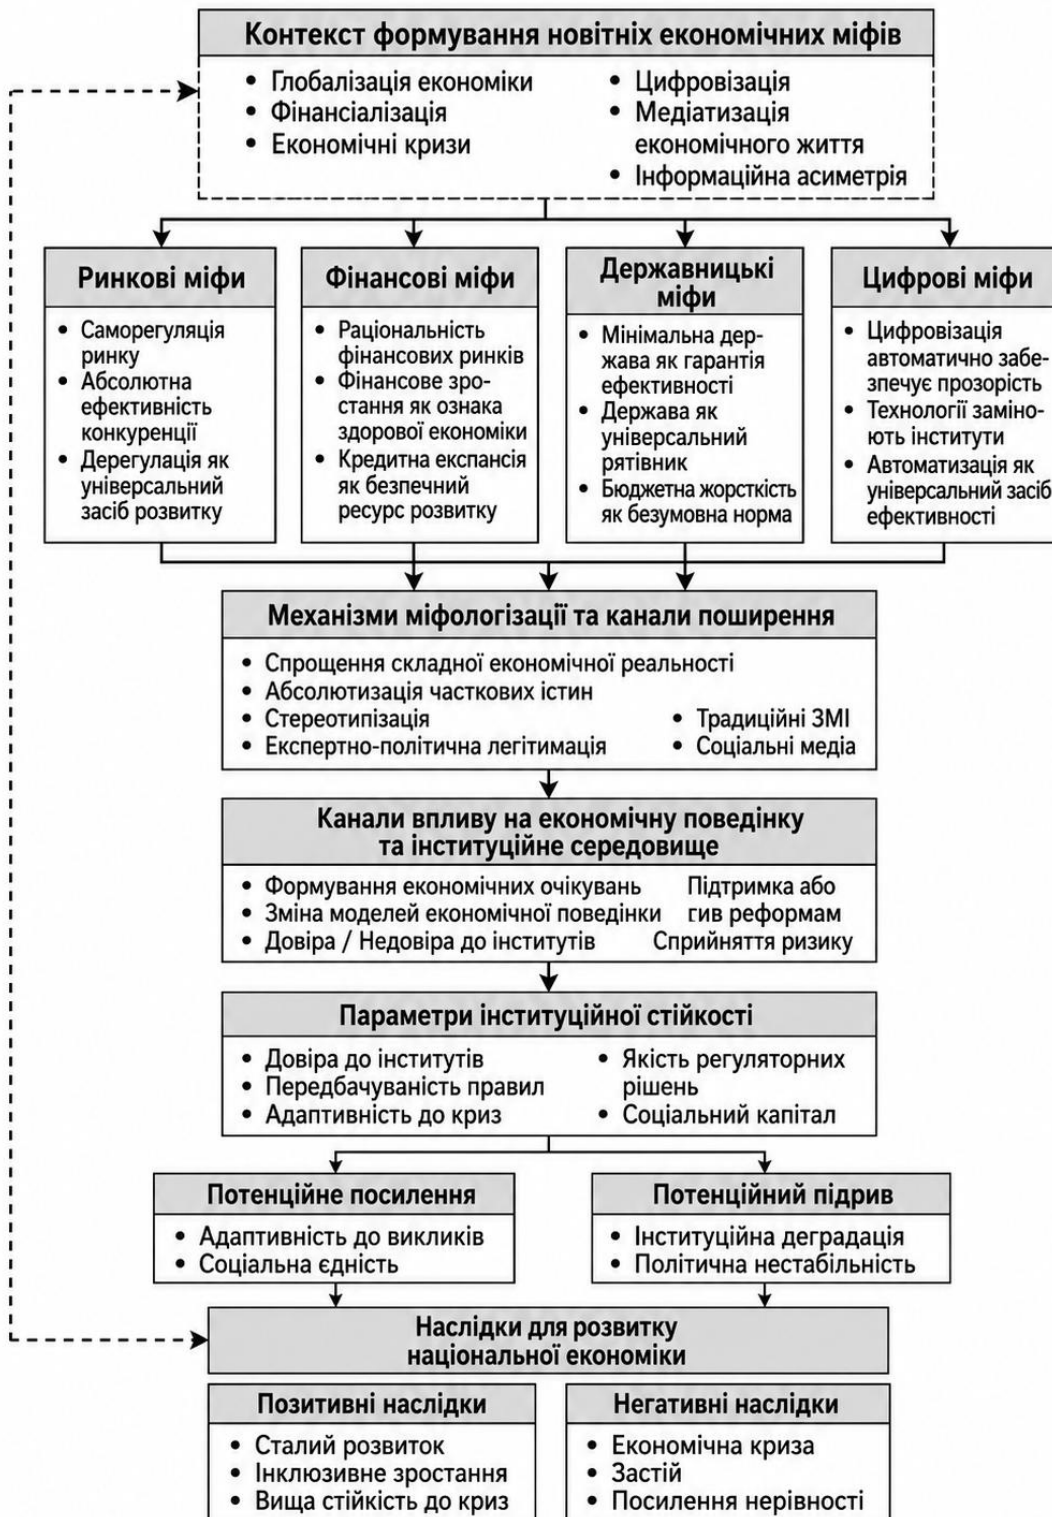 Контекст формування новітніх економічних міфів
• Глобалізація економіки
• Фінансіалізація
• Економічні кризи
• Цифровізація
• Медіатизація
економічного життя
• Інформаційна асиметрія
Ринкові міфи
• Саморегуляція
ринку
• Абсолютна
ефективність
конкуренції
• Дерегулація як
універсальний
засіб розвитку
Фінансові міфи
• Раціональність
фінансових ринків
• Фінансове зро-
стання як ознака
здорової економіки
• Кредитна експансія
як безпечний
ресурс розвитку
Державницькі
міфи
• Мінімальна дер-
жава як гарантія
ефективності
• Держава як
універсальний
рятівник
• Бюджетна жорсткість
як безумовна норма
Цифрові міфи
• Цифровізація
автоматично забе-
зпечує прозорість
• Технології заміню-
ють інститути
• Автоматизація як
універсальний засіб
ефективності
Механізми міфологізації та канали поширення
• Спрощення складної економічної реальності
• Абсолютизація часткових істин
• Стереотипізація
• Експертно-політична легітимація
• Традиційні ЗМІ
• Соціальні медіа
Канали впливу на економічну поведінку
та інституційне середовище
• Формування економічних очікувань
• Зміна моделей економічної поведінки
• Довіра / Недовіра до інститутів
Підтримка або
гив реформам
Сприйняття ризику
Параметри інституційної стійкості
• Довіра до інститутів
• Передбачуваність правил
• Адаптивність до криз
• Якість регуляторних
рішень
• Соціальний капітал
Потенційне посилення
• Адаптивність до викликів
• Соціальна єдність
Потенційний підрив
• Інституційна деградація
• Політична нестабільність
Наслідки для розвитку
національної економіки
Позитивні наслідки
• Сталий розвиток
• Інклюзивне зростання
• Вища стійкість до криз
Негативні наслідки
• Економічна криза
• Застій
• Посилення нерівності